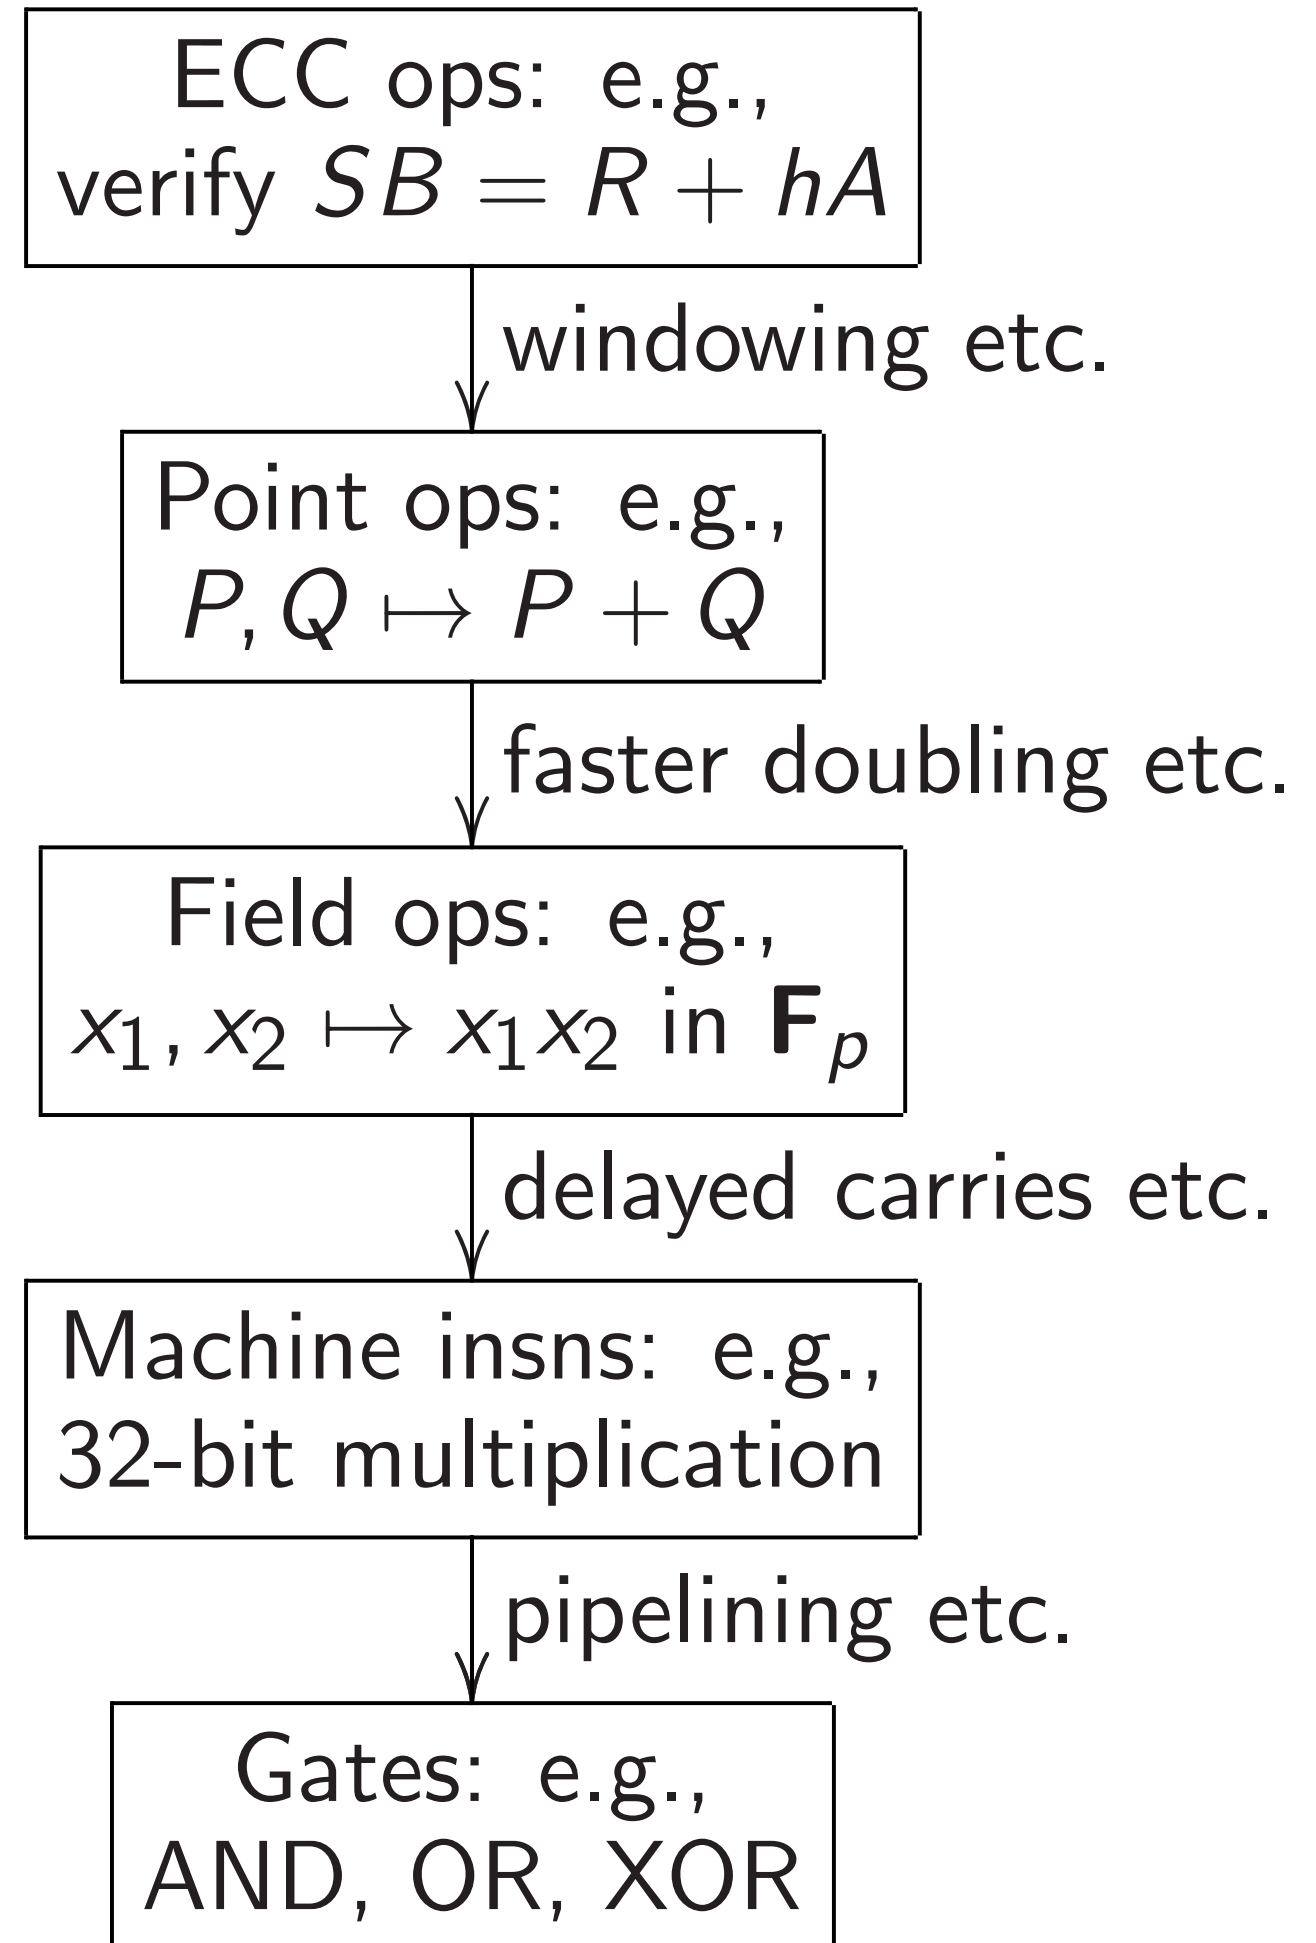 ECC ops: e.g.,
verify SB = R + hA
windowing etc.
Point ops: e.g.,
P, Q ↦ P + Q
faster doubling etc.
Field ops: e.g.,
x₁, x₂ ↦ x₁x₂ in 𝐅ₚ
delayed carries etc.
Machine insns: e.g.,
32-bit multiplication
pipelining etc.
Gates: e.g.,
AND, OR, XOR